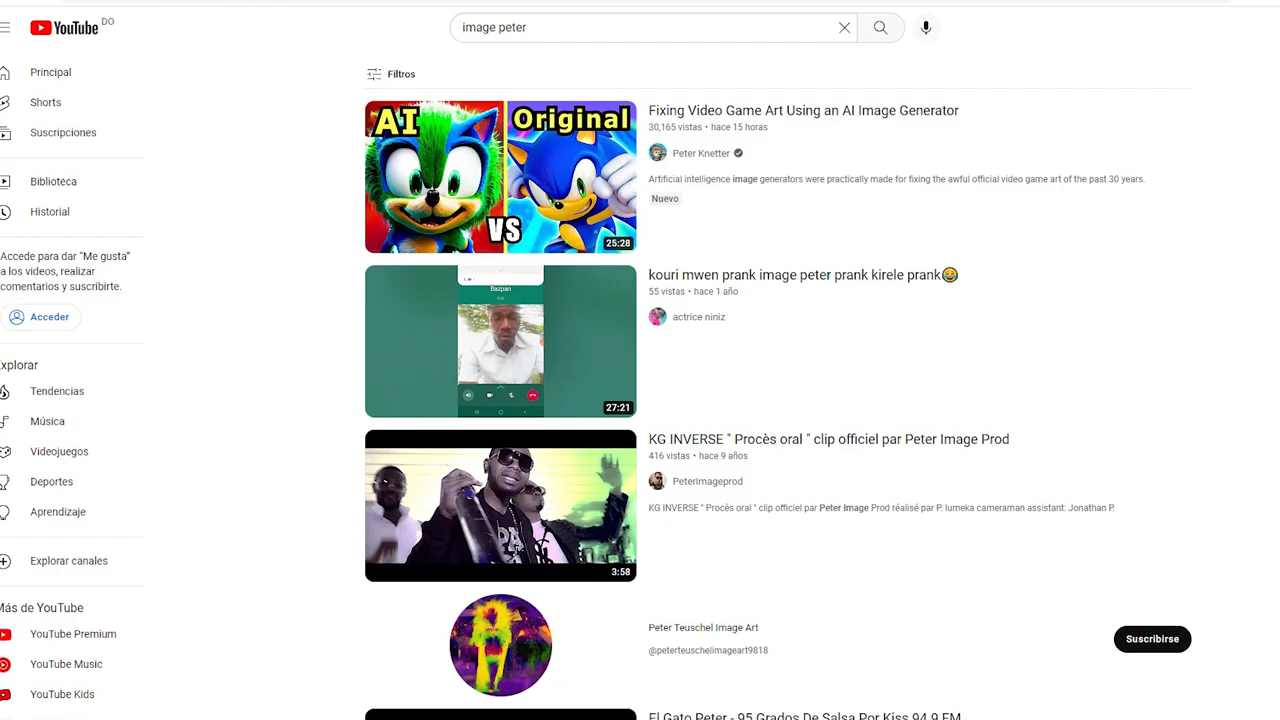 YouTube DO
image peter
Principal
Shorts
Suscripciones
Biblioteca
Historial
Accede para dar "Me gusta"
a los videos, realizar
comentarios y suscribirte.
Acceder
xplorar
Tendencias
Música
Videojuegos
Deportes
Aprendizaje
Explorar canales
Más de YouTube
YouTube Premium
YouTube Music
YouTube Kids
Filtros
AI
Original
VS
25:28
Fixing Video Game Art Using an AI Image Generator
30,165 vistas • hace 15 horas
Peter Knetter
Artificial intelligence image generators were practically made for fixing the awful official video game art of the past 30 years.
Nuevo
Bazpan
27:21
kouri mwen prank image peter prank kirele prank😂
55 vistas • hace 1 año
actrice niniz
3:58
KG INVERSE " Procès oral " clip officiel par Peter Image Prod
416 vistas • hace 9 años
PeterImageprod
KG INVERSE " Procès oral " clip officiel par Peter Image Prod réalisé par P. lumeka cameraman assistant: Jonathan P.
Peter Teuschel Image Art
@peterteuschelimageart9818
Suscribirse
El Gato Peter - 95 Grados De Salsa Por Kiss 94.9 FM